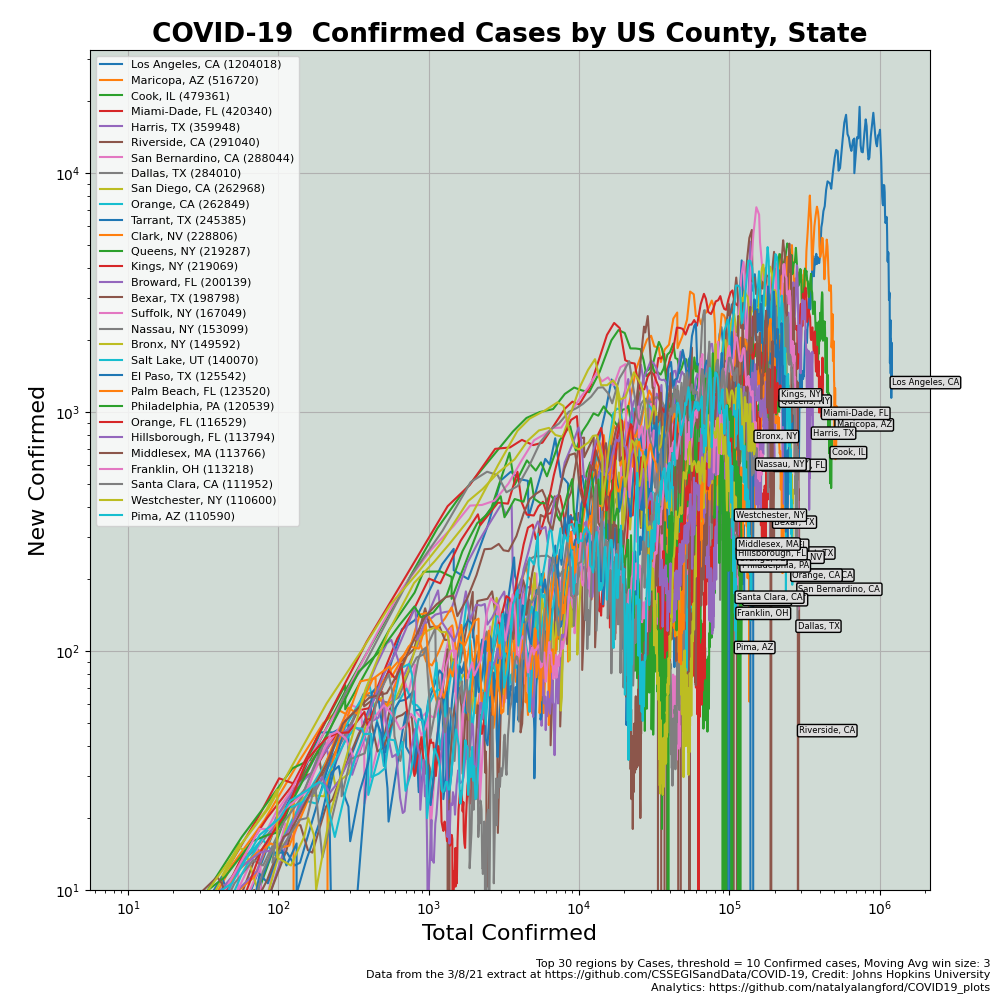 COVID-19 Confirmed Cases by US County, State
Los Angeles, CA (1204018)
Maricopa, AZ (516720)
Cook, IL (479361)
Miami-Dade, FL (420340)
Harris, TX (359948)
Riverside, CA (291040)
San Bernardino, CA (288044)
Dallas, TX (284010)
San Diego, CA (262968)
Orange, CA (262849)
Tarrant, TX (245385)
Clark, NV (228806)
Queens, NY (219287)
Kings, NY (219069)
Broward, FL (200139)
Bexar, TX (198798)
Suffolk, NY (167049)
Nassau, NY (153099)
Bronx, NY (149592)
Salt Lake, UT (140070)
El Paso, TX (125542)
Palm Beach, FL (123520)
Philadelphia, PA (120539)
Orange, FL (116529)
Hillsborough, FL (113794)
Middlesex, MA (113766)
Franklin, OH (113218)
Santa Clara, CA (111952)
Westchester, NY (110600)
Pima, AZ (110590)
10⁴
10³
10²
10¹
New Confirmed
Los Angeles, CA
Kings, NY
Queens, NY
Miami-Dade, FL
Maricopa, AZ
Harris, TX
Bronx, NY
Cook, IL
Nassau, NY
, FL
Westchester, NY
Bexar, TX
Middlesex, MA
Hillsborough, FL
TX
NV
Philadelphia, PA
Orange, CA
CA
San Bernardino, CA
Santa Clara, CA
Franklin, OH
Dallas, TX
Pima, AZ
Riverside, CA
10¹
10²
10³
10⁴
10⁵
10⁶
Total Confirmed
Top 30 regions by Cases, threshold = 10 Confirmed cases, Moving Avg win size: 3
Data from the 3/8/21 extract at https://github.com/CSSEGISandData/COVID-19, Credit: Johns Hopkins University
Analytics: https://github.com/natalyalangford/COVID19_plots